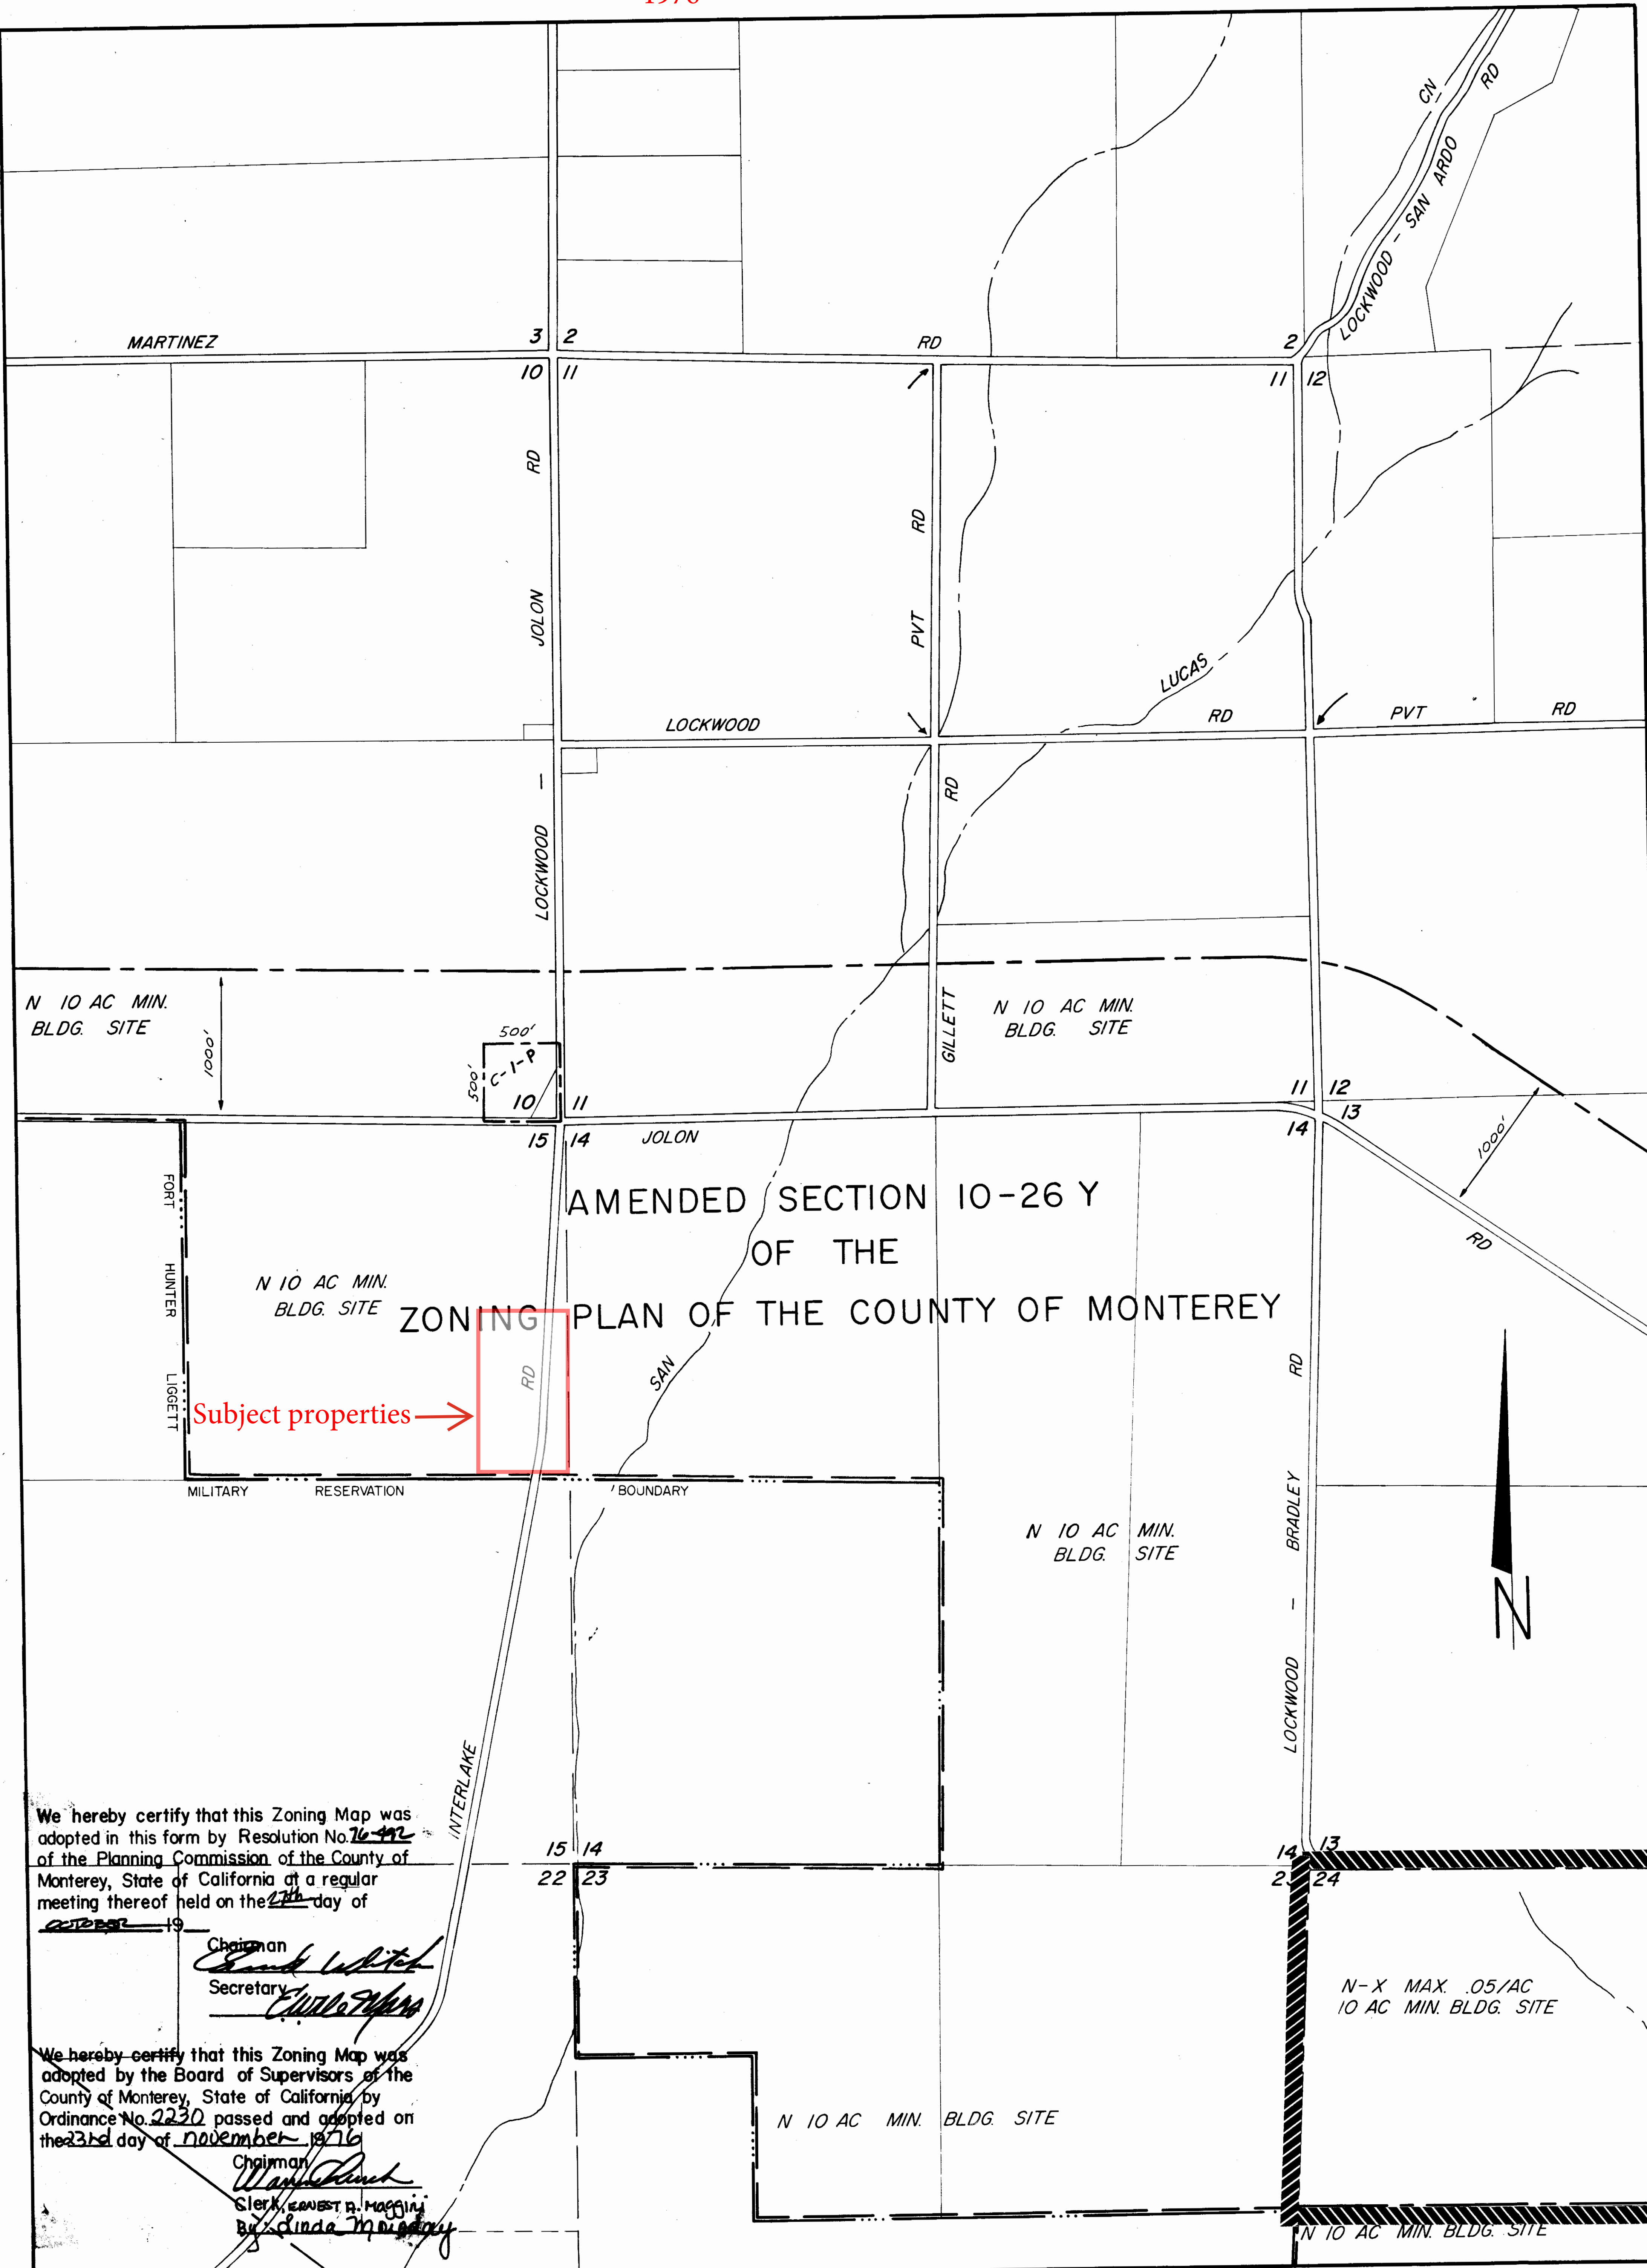 1976
CN
RD
LOCKWOOD - SAN ARDO
MARTINEZ
3
2
RD
2
10
11
11
12
RD
JOLON
RD
PVT
LUCAS
LOCKWOOD
RD
PVT
RD
LOCKWOOD —
RD
N 10 AC MIN.
BLDG. SITE
1000'
500'
500'
C-1-P
GILLETT
N 10 AC MIN.
BLDG. SITE
10
11
11
12
15
14
JOLON
14
13
1000'
RD
FORT HUNTER LIGGETT
AMENDED SECTION 10-26 Y
OF THE
ZONING PLAN OF THE COUNTY OF MONTEREY
N 10 AC MIN.
BLDG. SITE
RD
SAN
RD
Subject properties
MILITARY RESERVATION BOUNDARY
N 10 AC MIN.
BLDG. SITE
LOCKWOOD - BRADLEY
N
INTERLAKE
15
14
22
23
14
13
23
24
We hereby certify that this Zoning Map was
adopted in this form by Resolution No. 76-492
of the Planning Commission of the County of
Monterey, State of California at a regular
meeting thereof held on the 27th day of
OCTOBER 19
Chairman
Secretary
We hereby certify that this Zoning Map was
adopted by the Board of Supervisors of the
County of Monterey, State of California by
Ordinance No. 2230 passed and adopted on
the 23rd day of november 1976
Chairman
Clerk, ERNEST A. Maggini
By: Linda
N-X MAX. .05/AC
10 AC MIN. BLDG. SITE
N 10 AC MIN. BLDG. SITE
N 10 AC MIN. BLDG. SITE